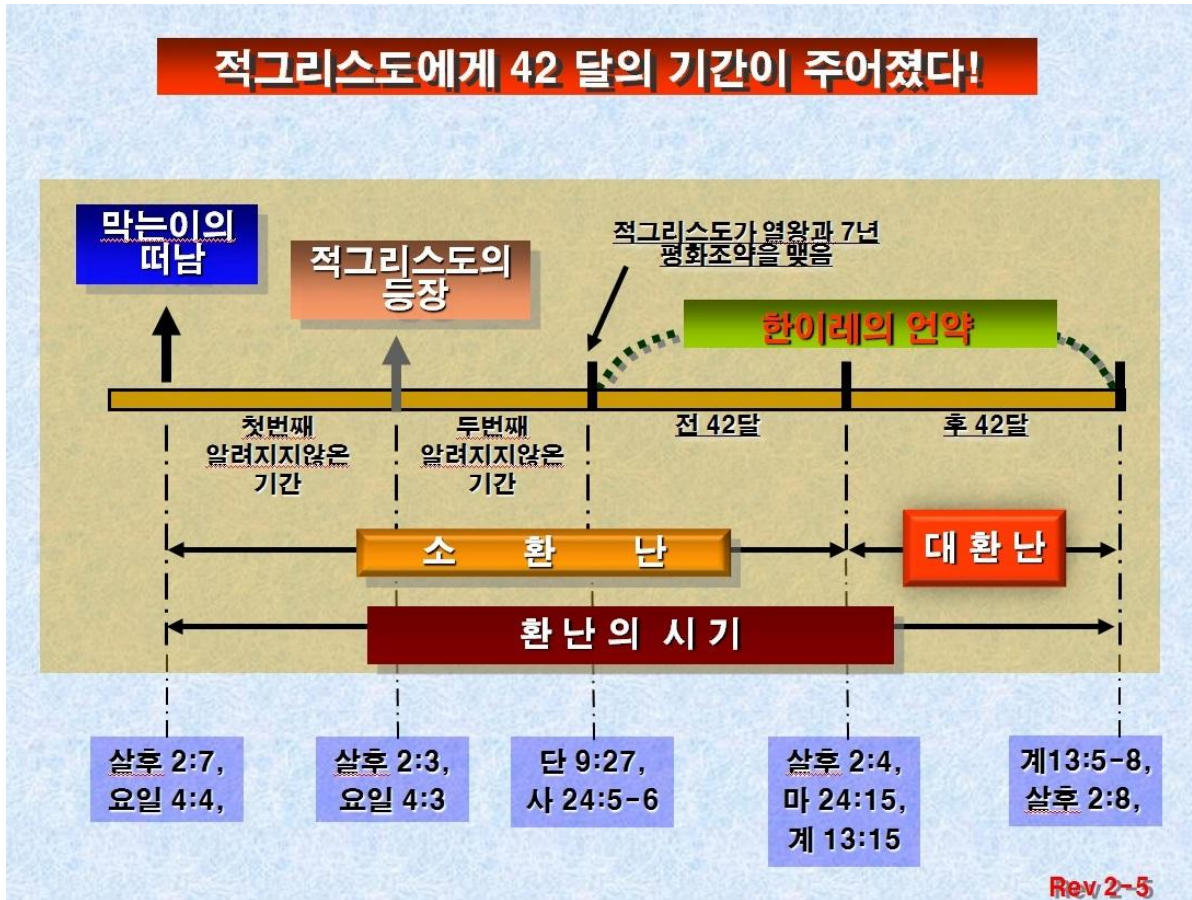 적그리스도에게 42 달의 기간이 주어졌다!
막는이의
떠남
적그리스도의
등장
적그리스도가 열왕과 7년
평화조약을 맺음
한이레의 언약
첫번째
알려지지않은
기간
두번째
알려지지않은
기간
전 42달
후 42달
소 환 난
대 환 난
환 난 의 시 기
살후 2:7,
요일 4:4,
살후 2:3,
요일 4:3
단 9:27,
사 24:5-6
살후 2:4,
마 24:15,
계 13:15
계13:5-8,
살후 2:8,
Rev 2-5